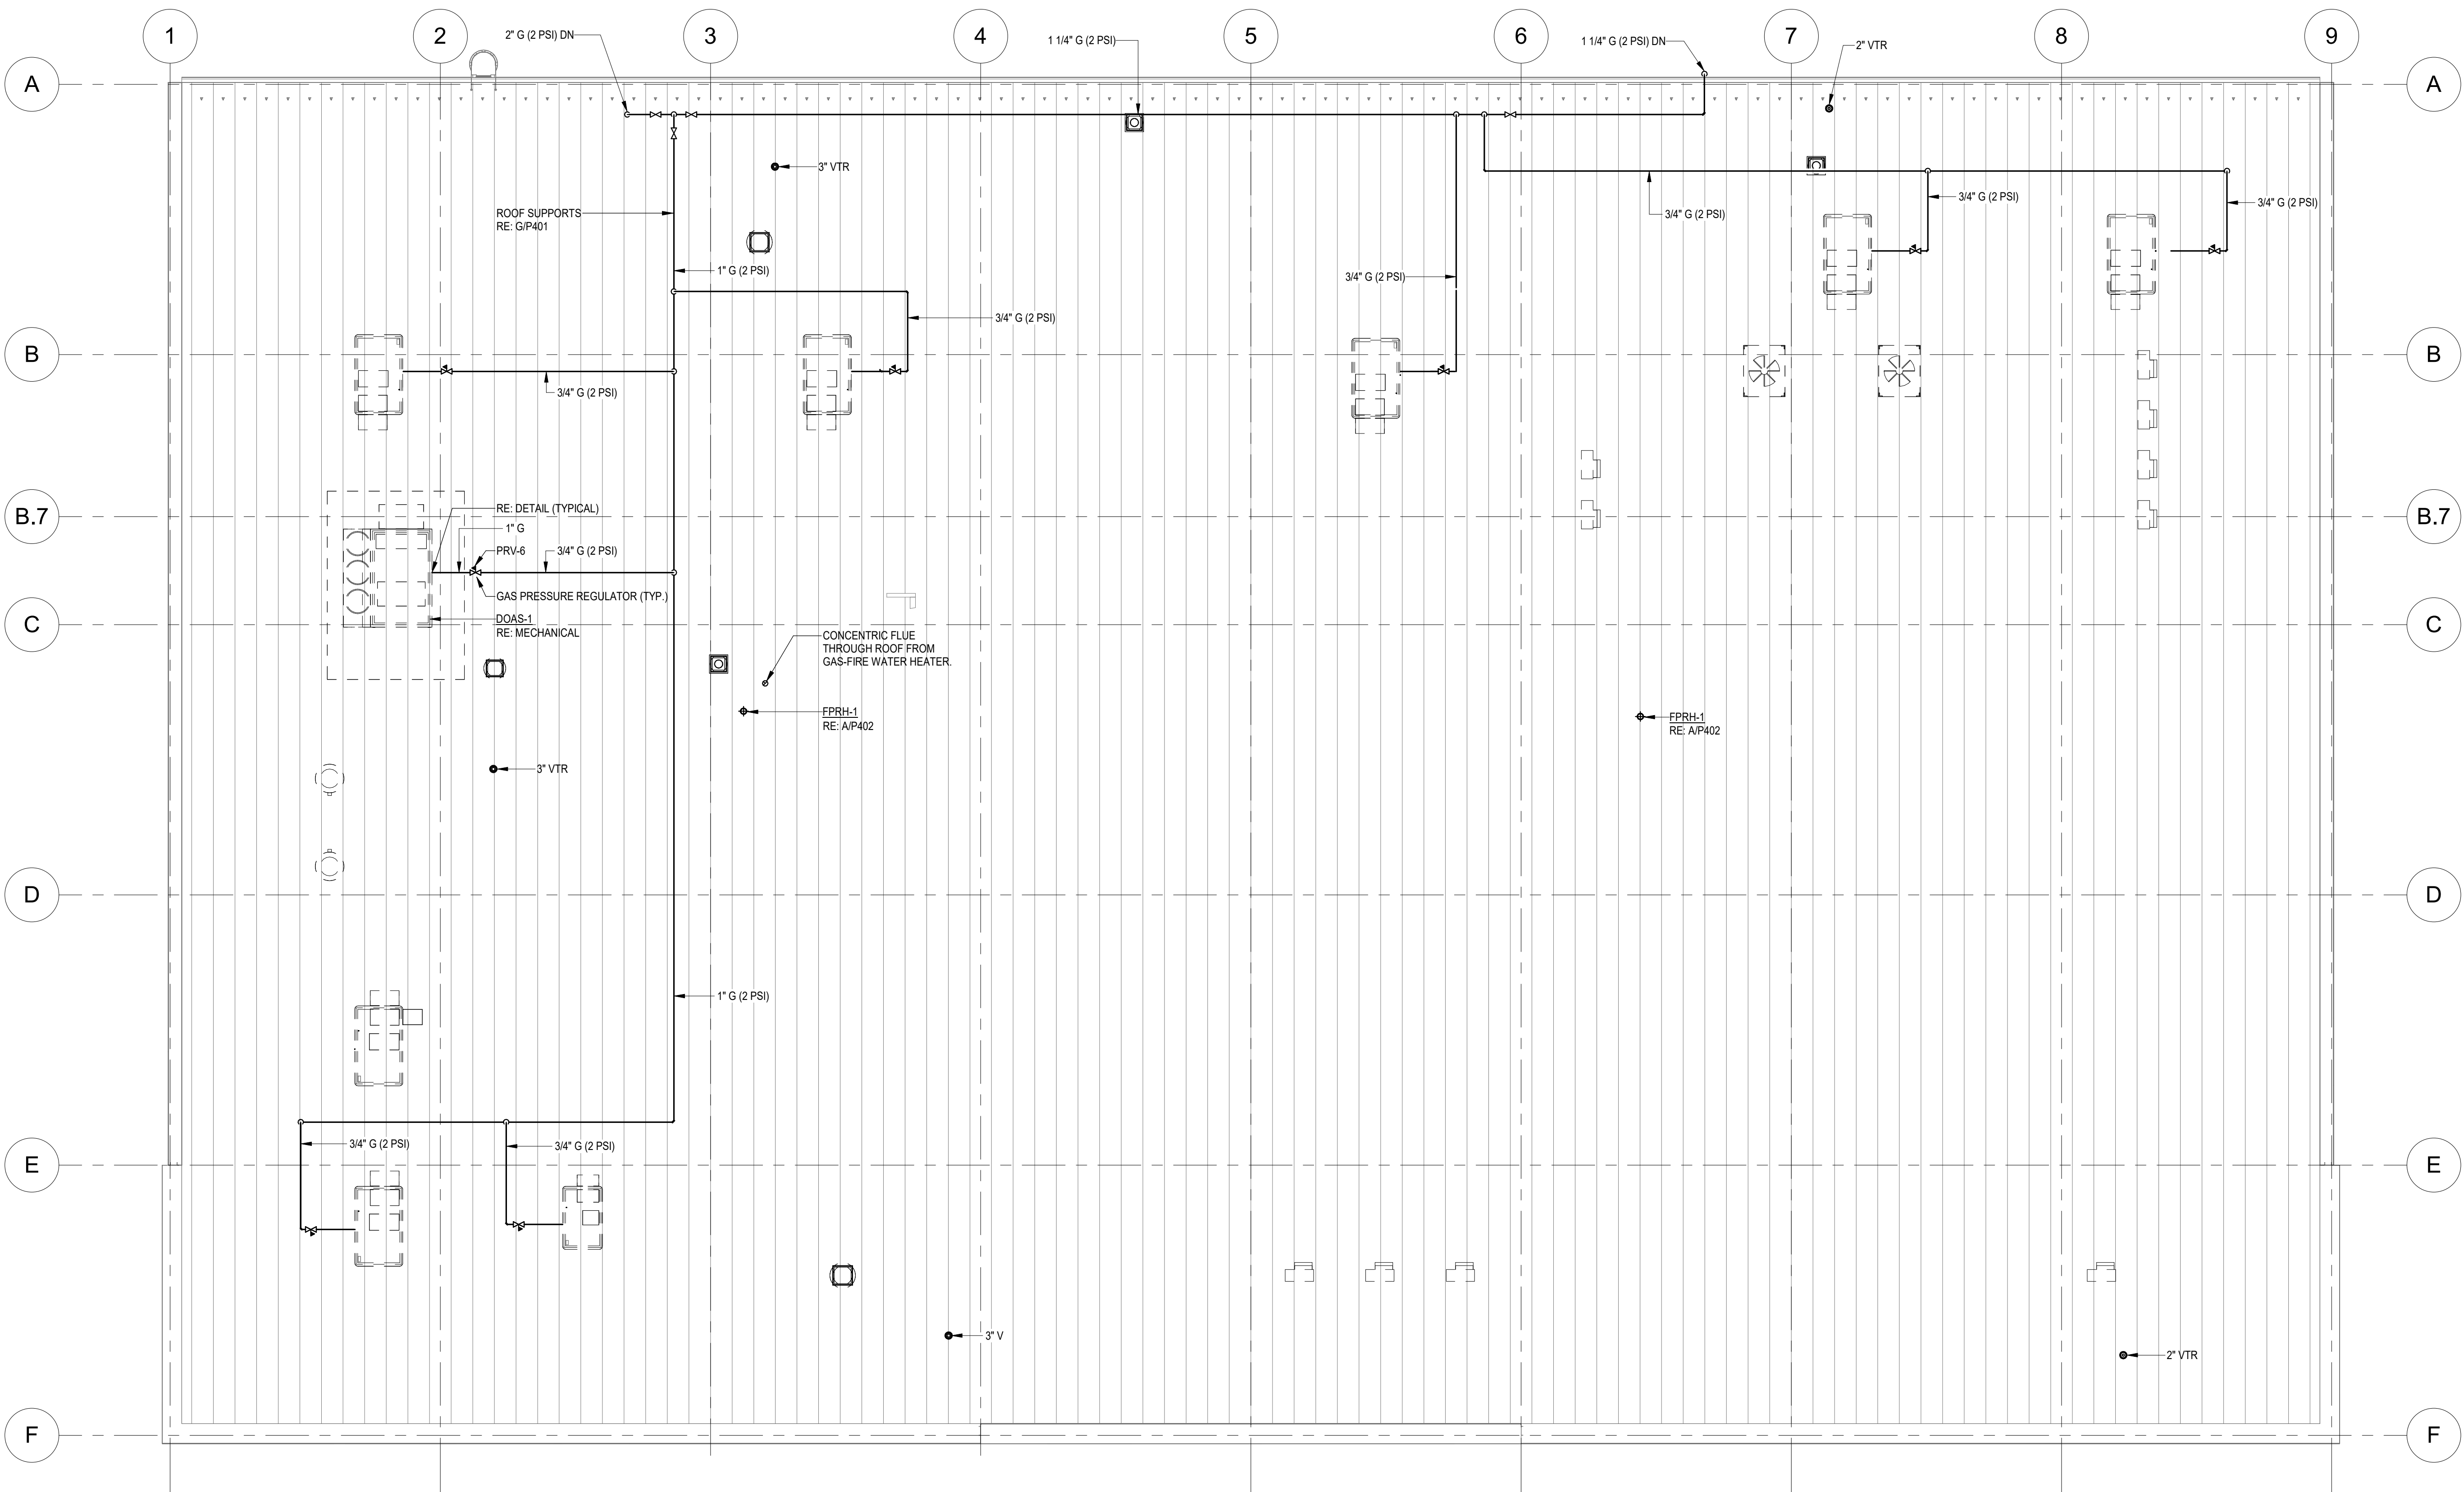 1
2
3
4
5
6
7
8
9
2" G (2 PSI) DN
1 1/4" G (2 PSI)
1 1/4" G (2 PSI) DN
2" VTR
A
A
3" VTR
ROOF SUPPORTS
RE: G/P401
3/4" G (2 PSI)
3/4" G (2 PSI)
3/4" G (2 PSI)
1" G (2 PSI)
3/4" G (2 PSI)
3/4" G (2 PSI)
B
B
3/4" G (2 PSI)
RE: DETAIL (TYPICAL)
B.7
B.7
1" G
PRV-6
3/4" G (2 PSI)
GAS PRESSURE REGULATOR (TYP.)
DOAS-1
RE: MECHANICAL
C
C
CONCENTRIC FLUE
THROUGH ROOF FROM
GAS-FIRE WATER HEATER.
FPRH-1
RE: A/P402
FPRH-1
RE: A/P402
3" VTR
D
D
1" G (2 PSI)
3/4" G (2 PSI)
3/4" G (2 PSI)
E
E
3" V
2" VTR
F
F